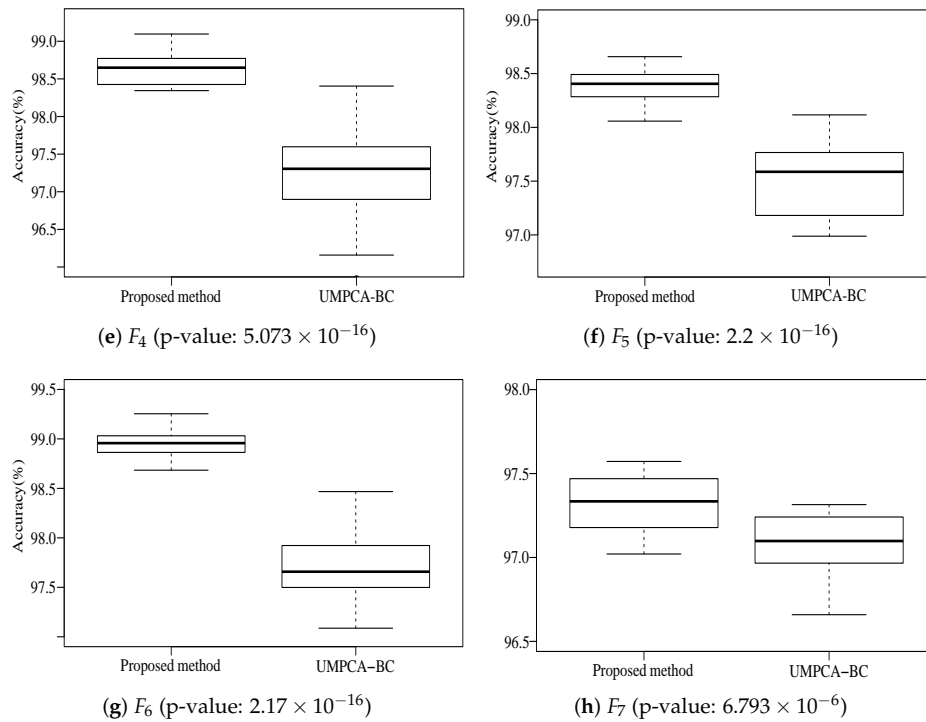 99.0
98.5
98.0
97.5
97.0
96.5
Accuracy(%)
Proposed method UMPCA-BC
(e) F4 (p-value: 5.073 × 10−16)
99.0
98.5
98.0
97.5
97.0
Accuracy(%)
Proposed method UMPCA-BC
(f) F5 (p-value: 2.2 × 10−16)
99.5
99.0
98.5
98.0
97.5
Accuracy(%)
Proposed method UMPCA−BC
(g) F6 (p-value: 2.17 × 10−16)
98.0
97.5
97.0
96.5
Proposed method UMPCA−BC
(h) F7 (p-value: 6.793 × 10−6)